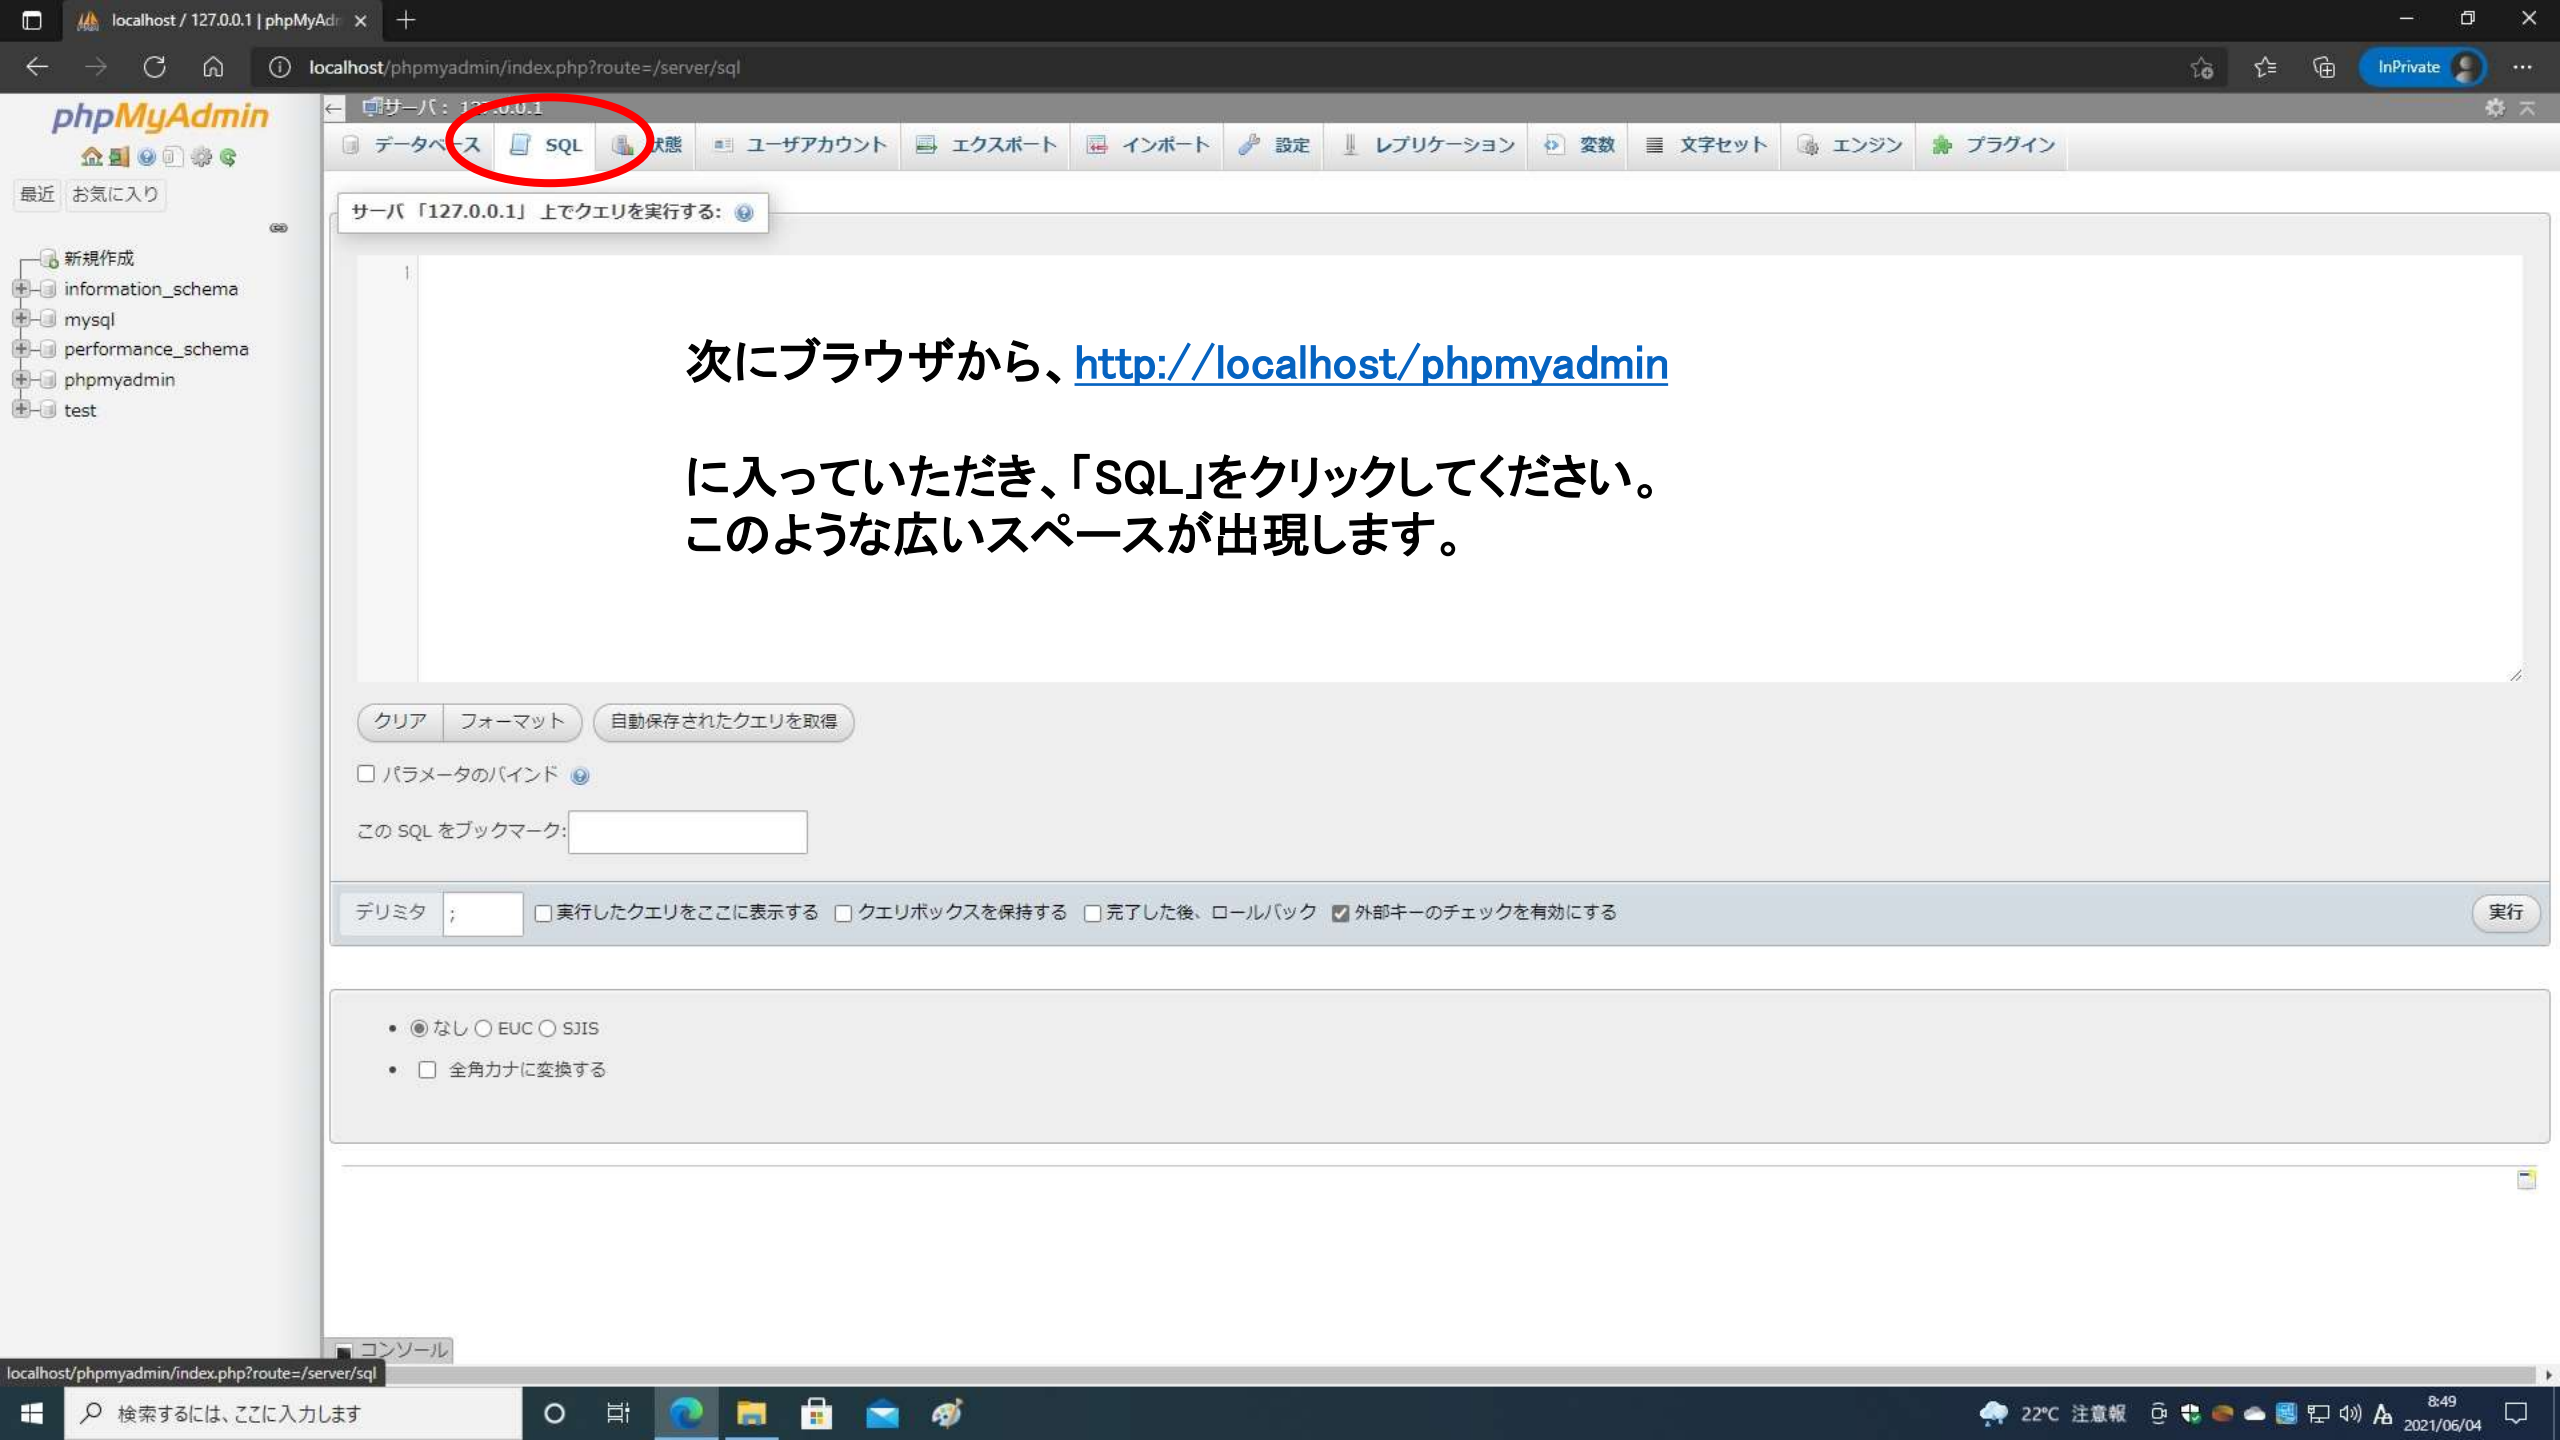 localhost / 127.0.0.1 | phpMyAdr
localhost/phpmyadmin/index.php?route=/server/sql
InPrivate
phpMyAdmin
最近 お気に入り
新規作成
information_schema
mysql
performance_schema
phpmyadmin
test
サーバ: 127.0.0.1
データベース SQL 状態 ユーザアカウント エクスポート インポート 設定 レプリケーション 変数 文字セット エンジン プラグイン
サーバ 「127.0.0.1」 上でクエリを実行する:
1
次にブラウザから、http://localhost/phpmyadmin
に入っていただき、「SQL」をクリックしてください。
このような広いスペースが出現します。
クリア フォーマット 自動保存されたクエリを取得
パラメータのバインド
この SQL をブックマーク:
デリミタ ; 実行したクエリをここに表示する クエリボックスを保持する 完了した後、ロールバック 外部キーのチェックを有効にする 実行
なし EUC SJIS
全角カナに変換する
コンソール
localhost/phpmyadmin/index.php?route=/server/sql
検索するには、ここに入力します
22°C 注意報
A
8:49
2021/06/04